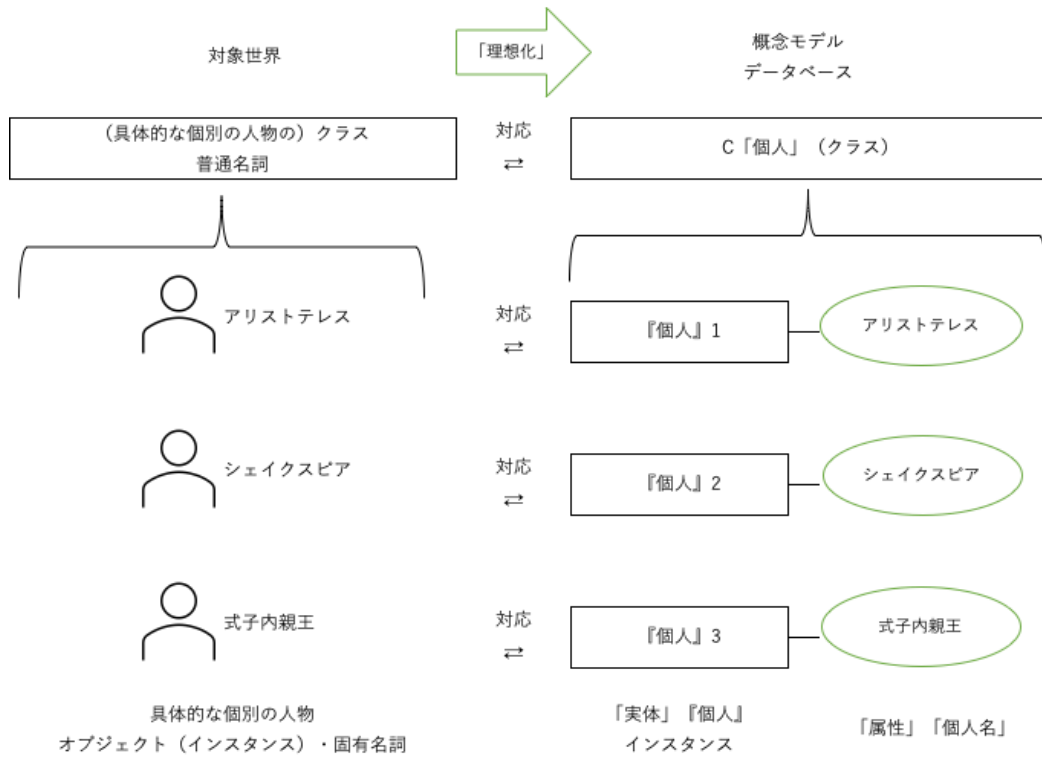 対象世界
「理想化」
概念モデル
データベース
（具体的な個別の人物の）クラス
普通名詞
対応
⇄
C「個人」（クラス）
アリストテレス
対応
⇄
『個人』1
アリストテレス
シェイクスピア
対応
⇄
『個人』2
シェイクスピア
式子内親王
対応
⇄
『個人』3
式子内親王
具体的な個別の人物
オブジェクト（インスタンス）・固有名詞
「実体」『個人』
インスタンス
「属性」「個人名」